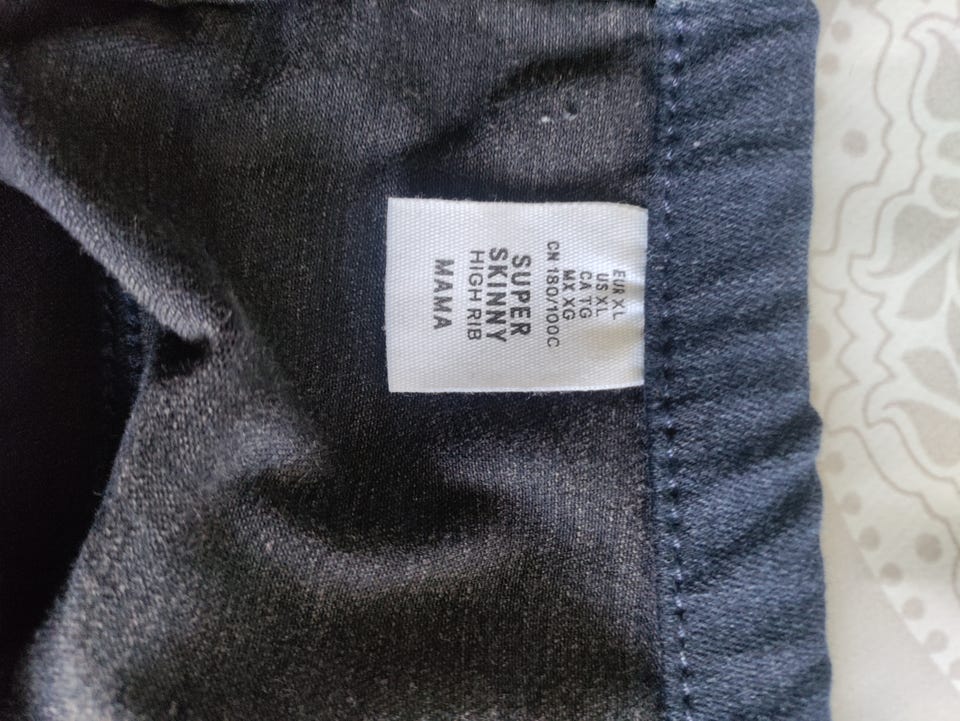 EUR XL
US XL
CA TG
MX XG
CN 180/100C
SUPER
SKINNY
HIGH RIB
MAMA